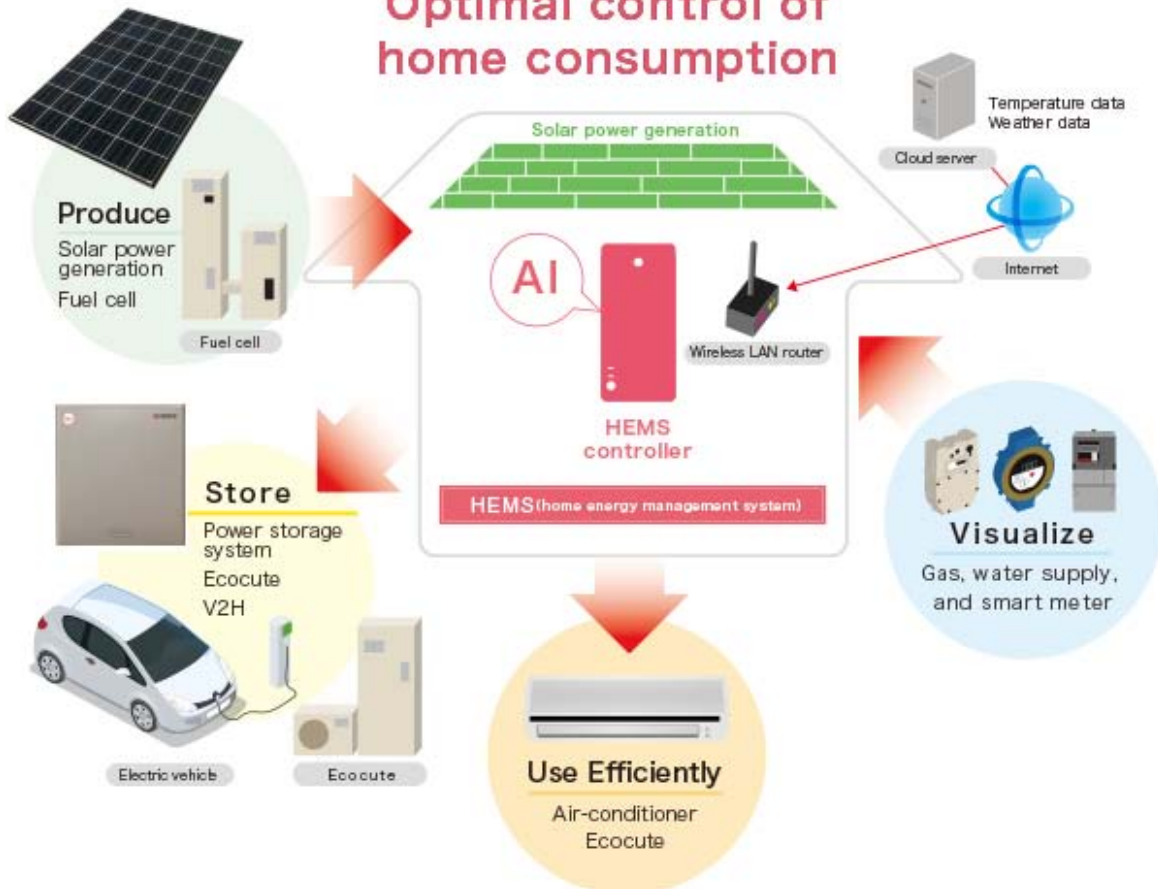 Optimal control of
home consumption
Solar power generation
Temperature data
Weather data
Cloud server
Internet
Produce
Solar power
generation
Fuel cell
Fuel cell
AI
Wireless LAN router
HEMS
controller
HEMS(home energy management system)
Store
Power storage
system
Ecocute
V2H
Electric vehicle
Ecocute
Visualize
Gas, water supply,
and smart meter
Use Efficiently
Air-conditioner
Ecocute